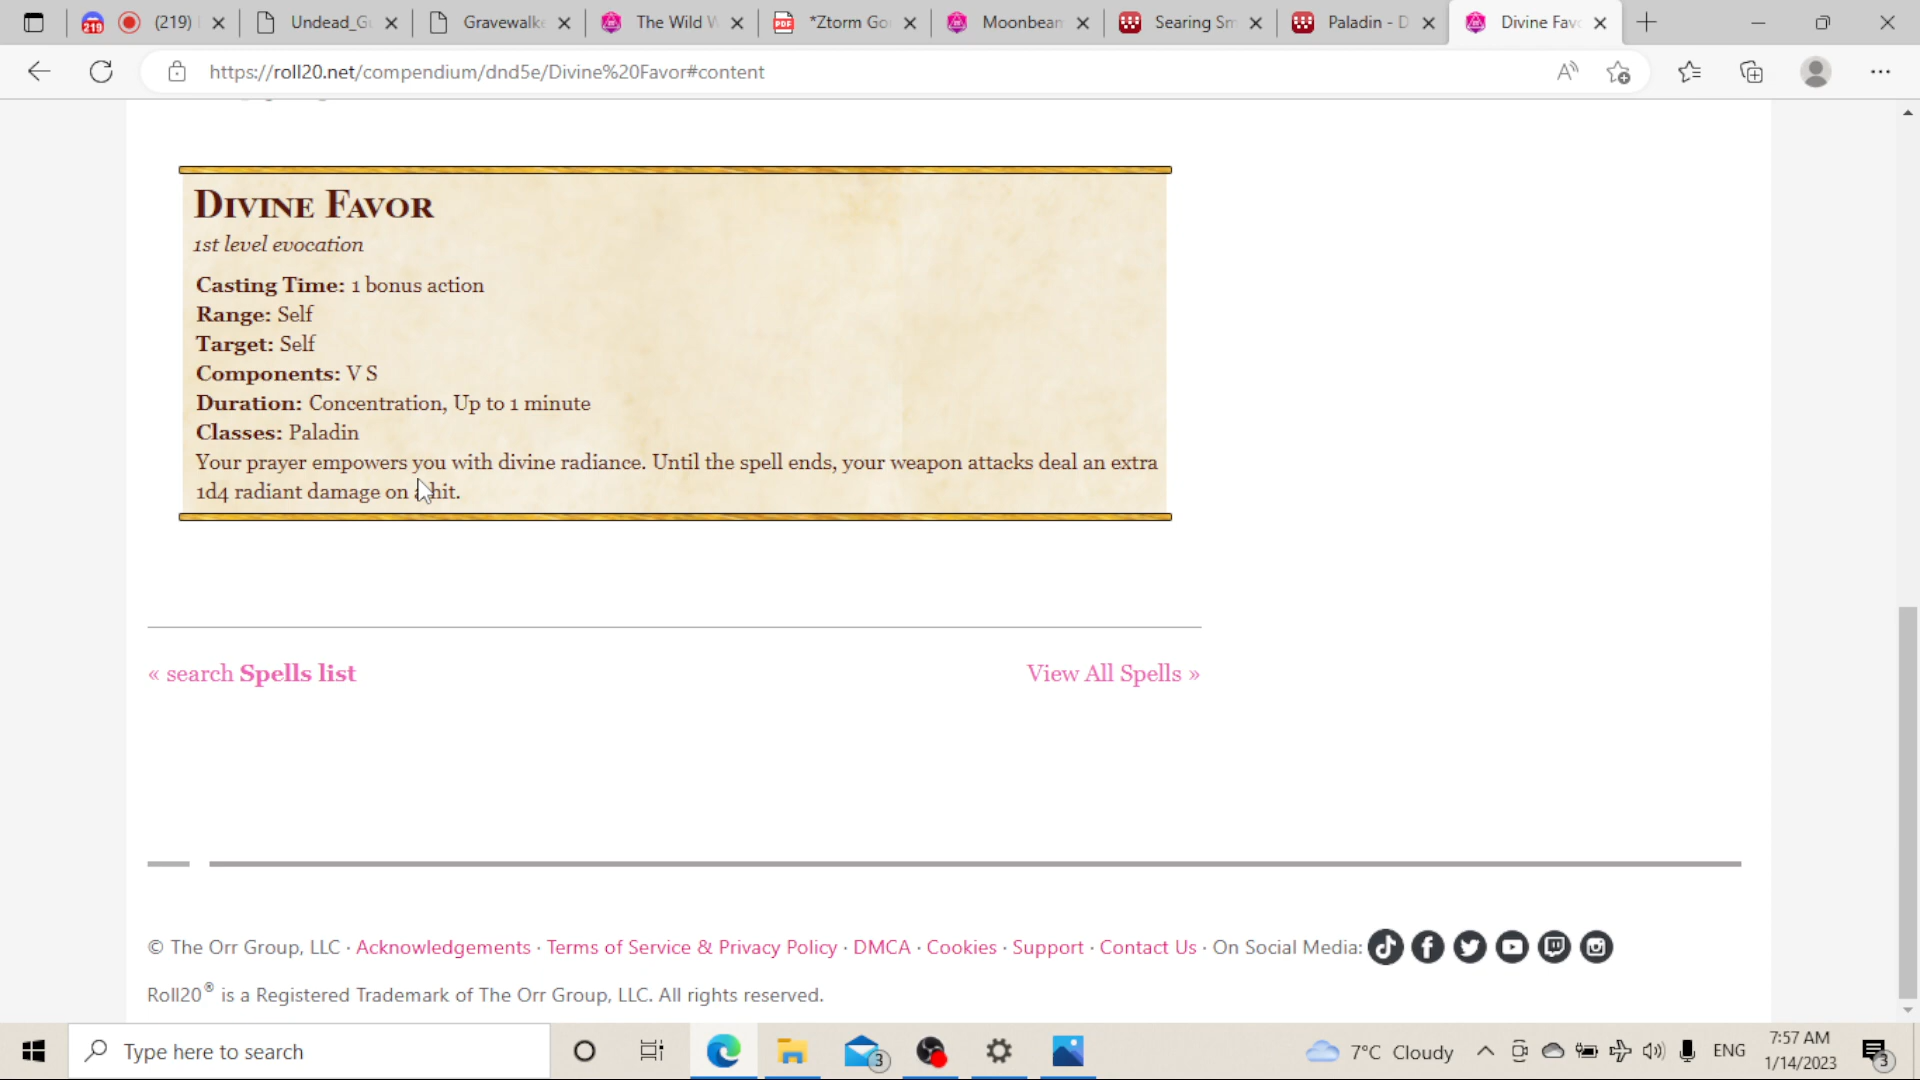 219 (219) Undead_G Gravewalk The Wild W *Ztorm Go Moonbean Searing Sm Paladin - D Divine Fav
https://roll20.net/compendium/dnd5e/Divine%20Favor#content
DIVINE FAVOR
1st level evocation
Casting Time: 1 bonus action
Range: Self
Target: Self
Components: V S
Duration: Concentration, Up to 1 minute
Classes: Paladin
Your prayer empowers you with divine radiance. Until the spell ends, your weapon attacks deal an extra
1d4 radiant damage on a hit.
« search Spells list
View All Spells »
© The Orr Group, LLC · Acknowledgements · Terms of Service & Privacy Policy · DMCA · Cookies · Support · Contact Us · On Social Media:
Roll20® is a Registered Trademark of The Orr Group, LLC. All rights reserved.
Type here to search
3
7°C Cloudy
ENG
7:57 AM
1/14/2023
3